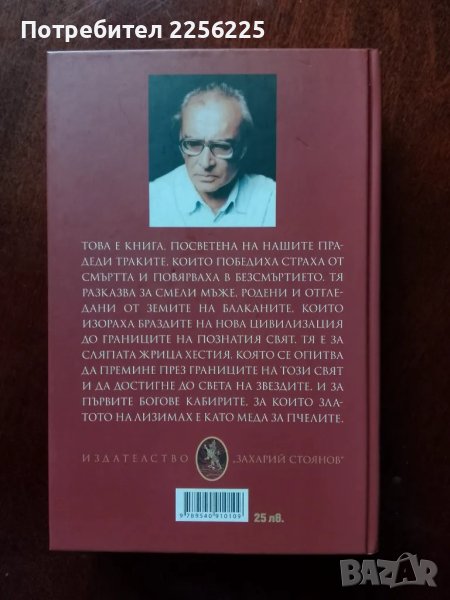 Потребител 2256225
ТОВА Е КНИГА, ПОСВЕТЕНА НА НАШИТЕ ПРА-
ДЕДИ ТРАКИТЕ, КОИТО ПОБЕДИХА СТРАХА ОТ
СМЪРТТА И ПОВЯРВАХА В БЕЗСМЪРТИЕТО. ТЯ
РАЗКАЗВА ЗА СМЕЛИ МЪЖЕ, РОДЕНИ И ОТГЛЕ-
ДАНИ ОТ ЗЕМИТЕ НА БАЛКАНИТЕ, КОИТО
ИЗОРАХА БРАЗДИТЕ НА НОВА ЦИВИЛИЗАЦИЯ
ДО ГРАНИЦИТЕ НА ПОЗНАТИЯ СВЯТ. ТЯ Е ЗА
СЛЯПАТА ЖРИЦА ХЕСТИЯ, КОЯТО СЕ ОПИТВА
ДА ПРЕМИНЕ ПРЕЗ ГРАНИЦИТЕ НА ТОЗИ СВЯТ
И ДА ДОСТИГНЕ ДО СВЕТА НА ЗВЕЗДИТЕ. И ЗА
ПЪРВИТЕ БОГОВЕ КАБИРИТЕ, ЗА КОИТО ЗЛА-
ТОТО НА ЛИЗИМАХ Е КАТО МЕДА ЗА ПЧЕЛИТЕ.
ИЗДАТЕЛСТВО „ЗАХАРИЙ СТОЯНОВ“
9789540910109
25 лв.
BAZAR